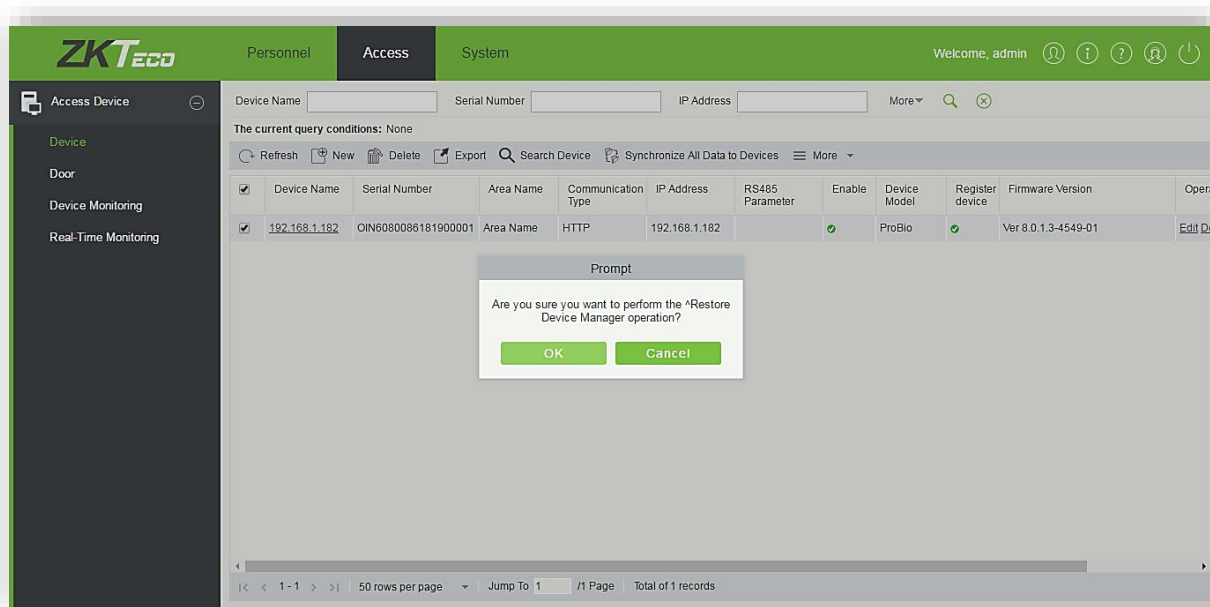 ZKTECO
Personnel
Access
System
Welcome, admin
Access Device
Device
Door
Device Monitoring
Real-Time Monitoring
Device Name
Serial Number
IP Address
More
The current query conditions: None
Refresh New Delete Export Search Device Synchronize All Data to Devices More
Device Name Serial Number Area Name Communication Type IP Address RS485 Parameter Enable Device Model Register device Firmware Version Oper
192.168.1.182 OIN6080086181900001 Area Name HTTP 192.168.1.182 ProBio Ver 8.0.1.3-4549-01 Edit D
Prompt
Are you sure you want to perform the ^Restore
Device Manager operation?
OK
Cancel
1-1 50 rows per page Jump To 1 /1 Page Total of 1 records